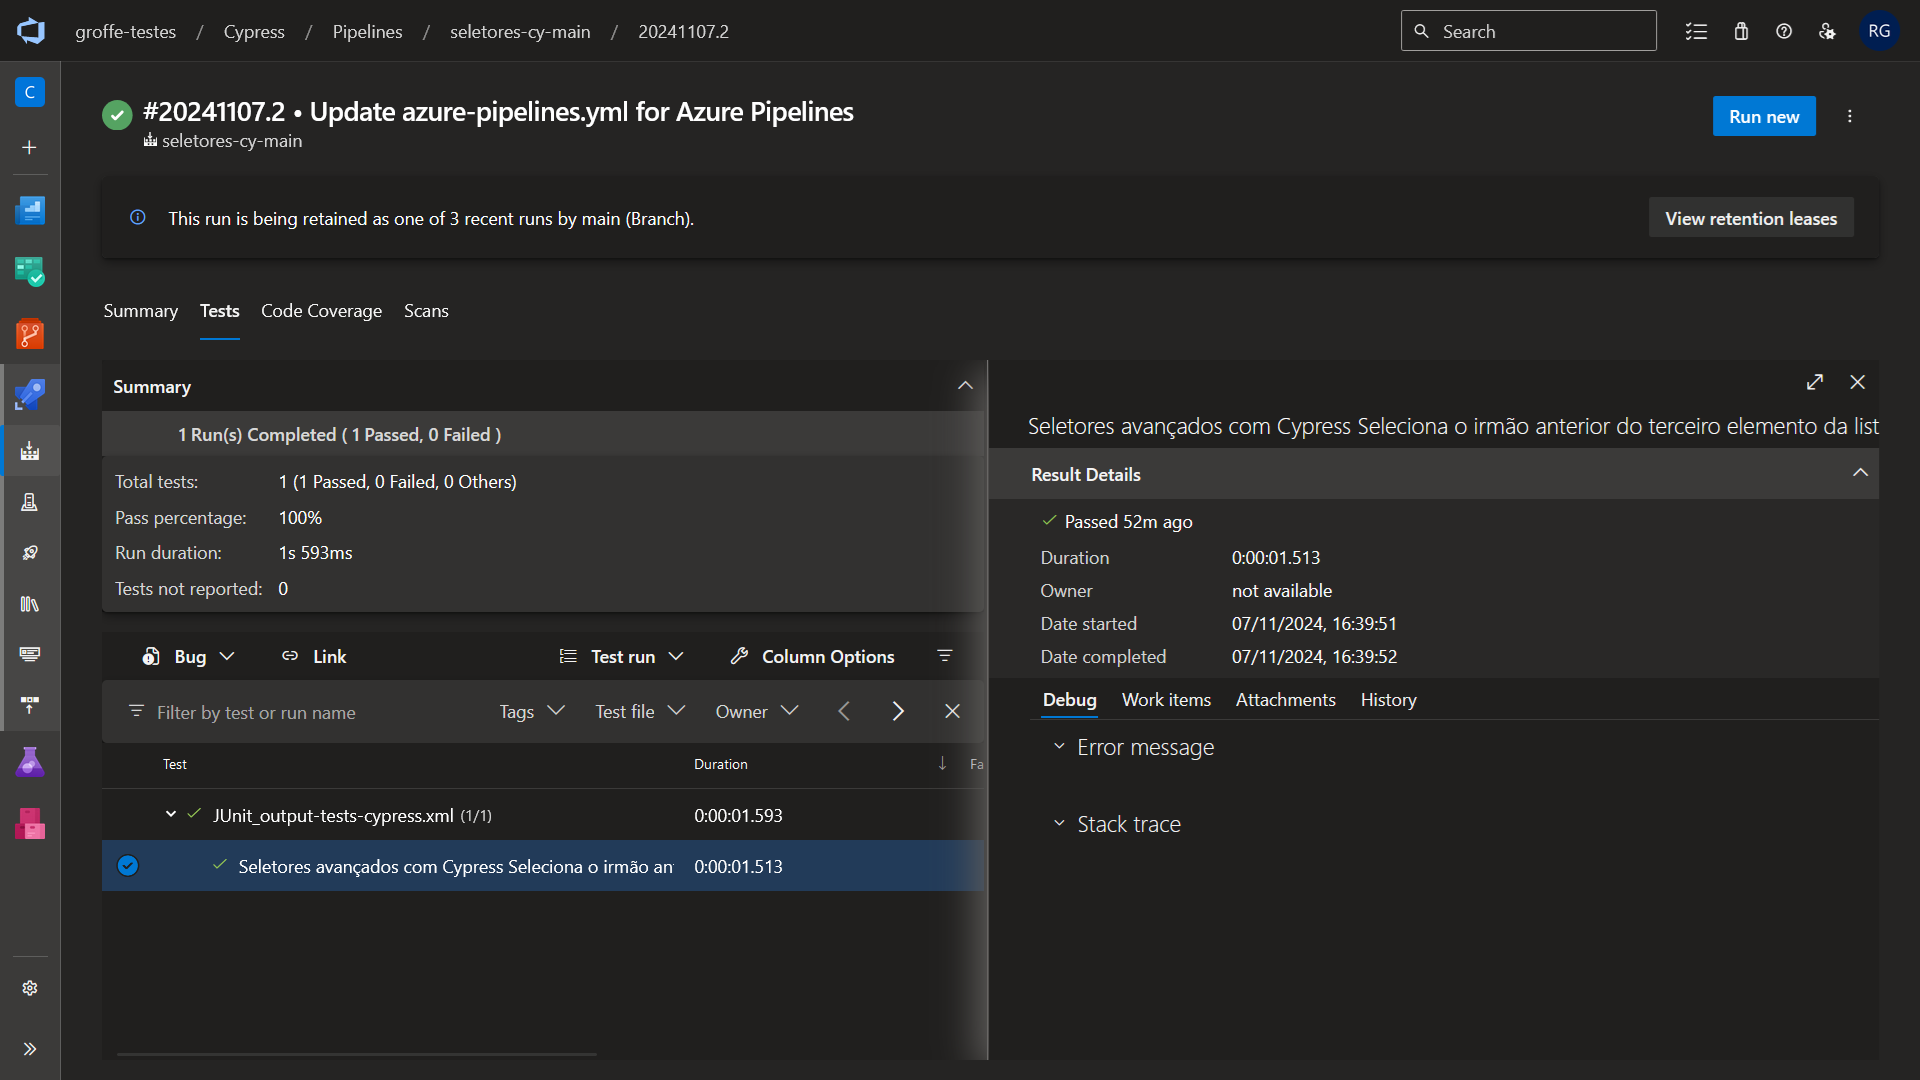 groffe-testes / Cypress / Pipelines / seletores-cy-main / 20241107.2
Search
RG
C
#20241107.2 • Update azure-pipelines.yml for Azure Pipelines
seletores-cy-main
Run new
This run is being retained as one of 3 recent runs by main (Branch).
View retention leases
Summary Tests Code Coverage Scans
Summary
1 Run(s) Completed ( 1 Passed, 0 Failed )
Total tests: 1 (1 Passed, 0 Failed, 0 Others)
Pass percentage: 100%
Run duration: 1s 593ms
Tests not reported: 0
Bug Link Test run Column Options
Filter by test or run name Tags Test file Owner
Test Duration Fa
JUnit_output-tests-cypress.xml (1/1) 0:00:01.593
Seletores avançados com Cypress Seleciona o irmão an 0:00:01.513
Seletores avançados com Cypress Seleciona o irmão anterior do terceiro elemento da list
Result Details
Passed 52m ago
Duration 0:00:01.513
Owner not available
Date started 07/11/2024, 16:39:51
Date completed 07/11/2024, 16:39:52
Debug Work items Attachments History
Error message
Stack trace